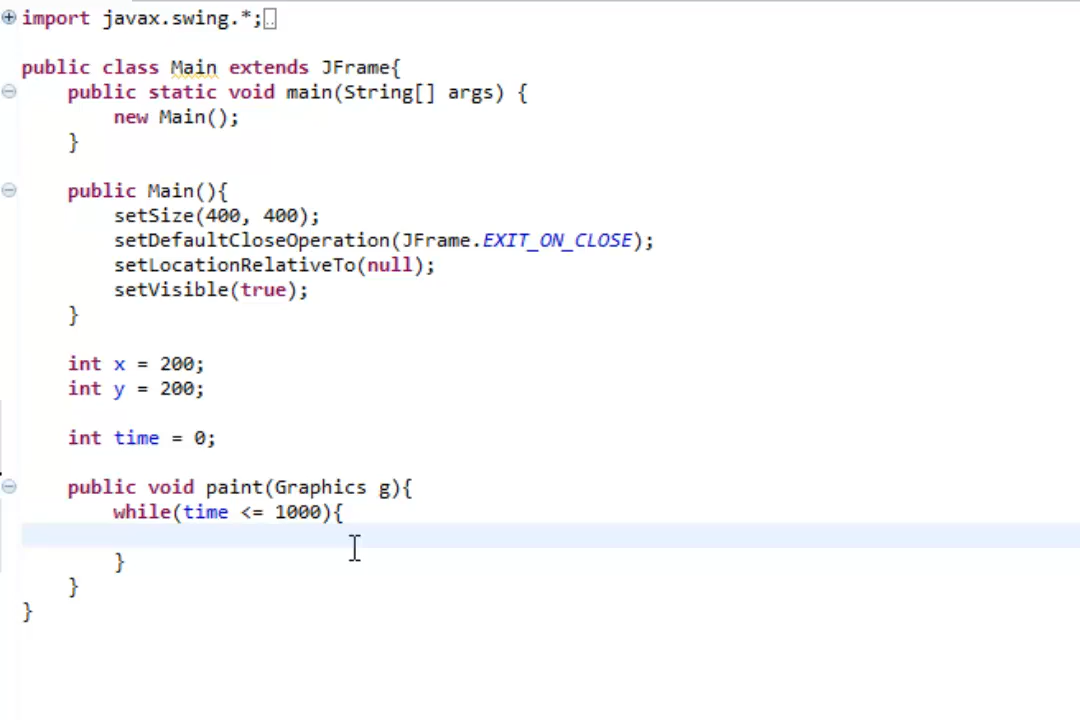 import javax.swing.*;
public class Main extends JFrame{
public static void main(String[] args) {
new Main();
}
public Main(){
setSize(400, 400);
setDefaultCloseOperation(JFrame.EXIT_ON_CLOSE);
setLocationRelativeTo(null);
setVisible(true);
}
int x = 200;
int y = 200;
int time = 0;
public void paint(Graphics g){
while(time <= 1000){
}
}
}